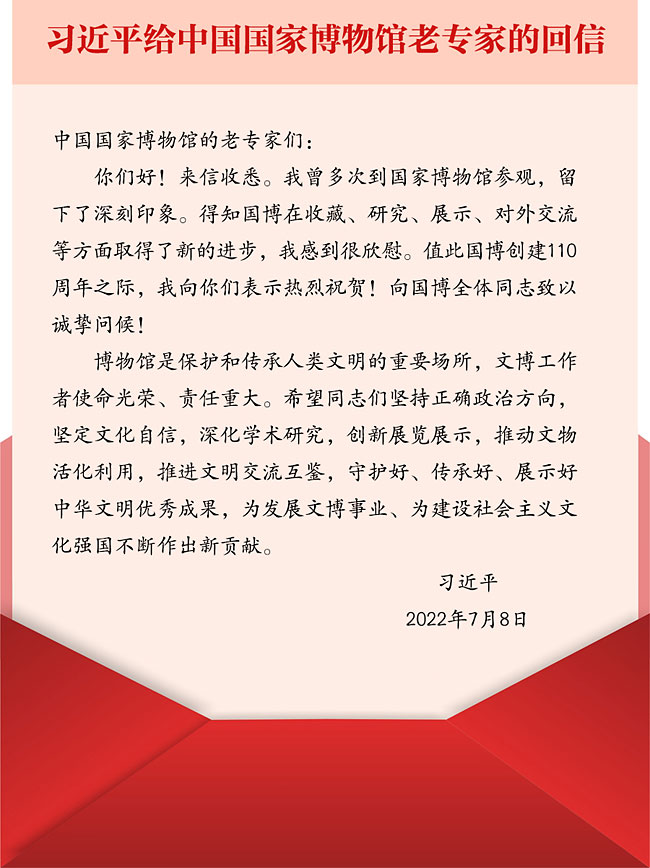 习近平给中国国家博物馆老专家的回信
中国国家博物馆的老专家们：
你们好！来信收悉。我曾多次到国家博物馆参观，留
下了深刻印象。得知国博在收藏、研究、展示、对外交流
等方面取得了新的进步，我感到很欣慰。值此国博创建110
周年之际，我向你们表示热烈祝贺！向国博全体同志致以
诚挚问候！
博物馆是保护和传承人类文明的重要场所，文博工作
者使命光荣、责任重大。希望同志们坚持正确政治方向，
坚定文化自信，深化学术研究，创新展览展示，推动文物
活化利用，推进文明交流互鉴，守护好、传承好、展示好
中华文明优秀成果，为发展文博事业、为建设社会主义文
化强国不断作出新贡献。
习近平
2022年7月8日